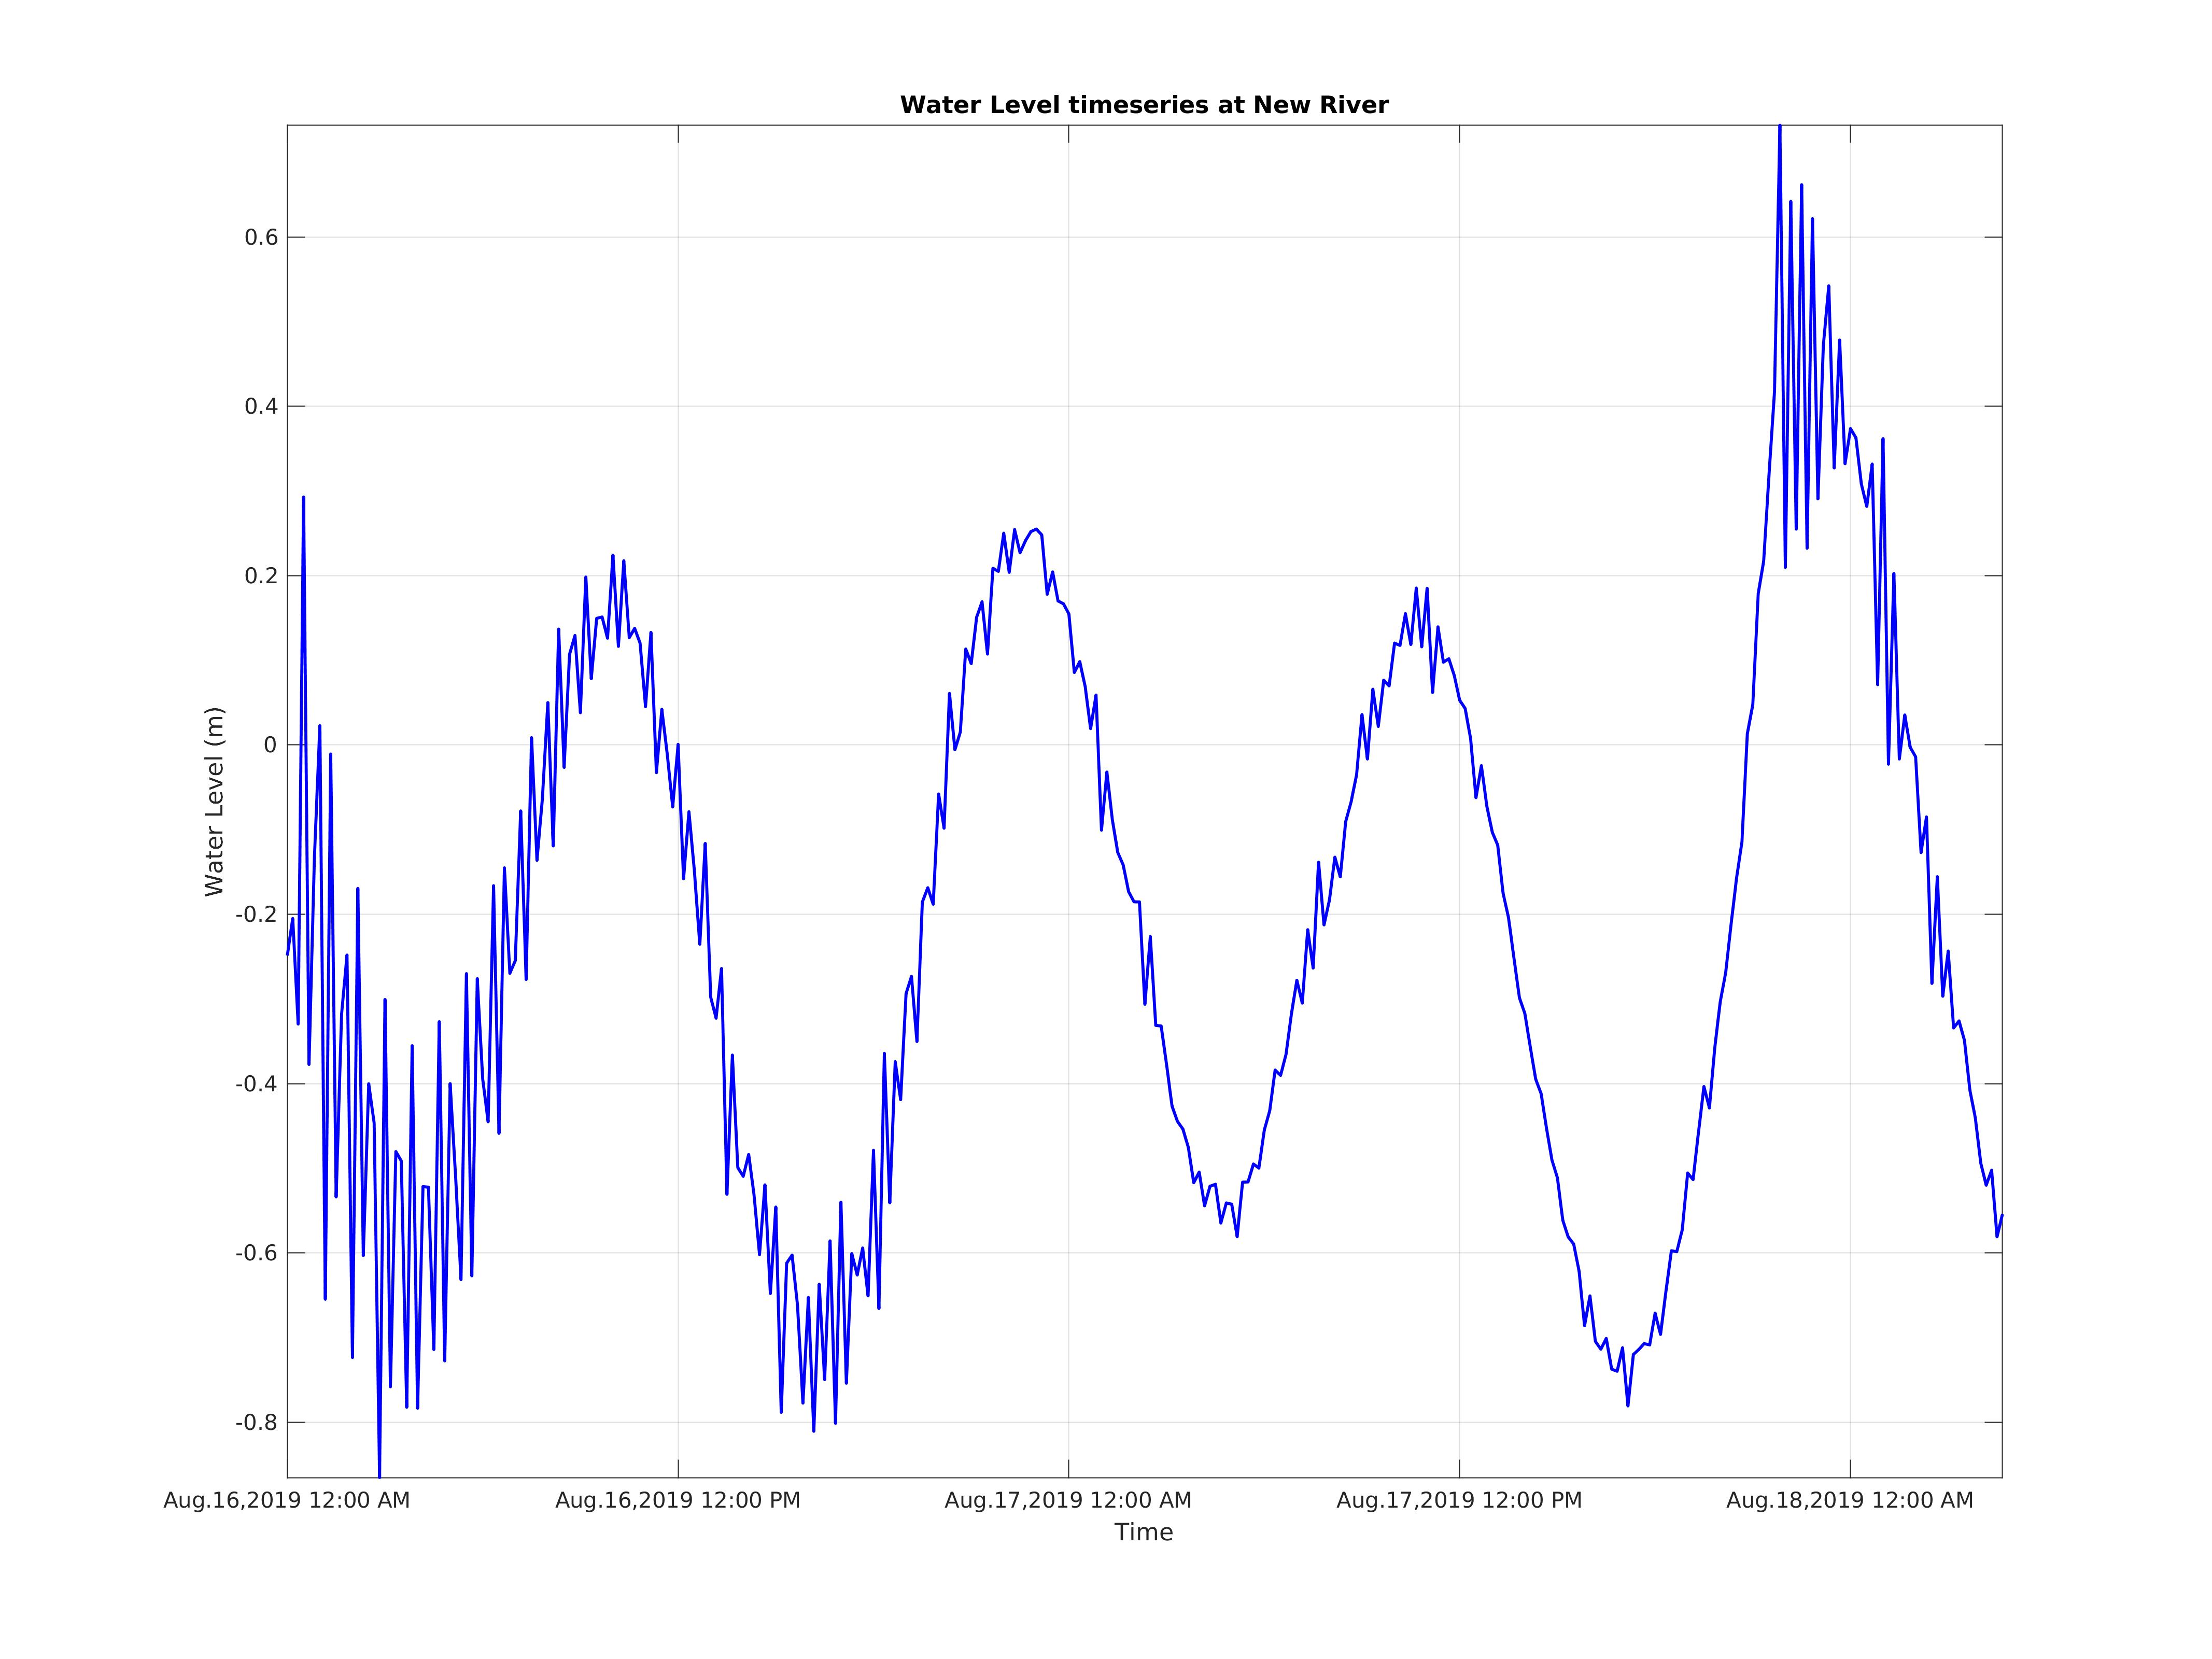 Water Level timeseries at New River
Water Level (m)
0.6
0.4
0.2
0
-0.2
-0.4
-0.6
-0.8
Aug.16,2019 12:00 AM
Aug.16,2019 12:00 PM
Aug.17,2019 12:00 AM
Aug.17,2019 12:00 PM
Aug.18,2019 12:00 AM
Time